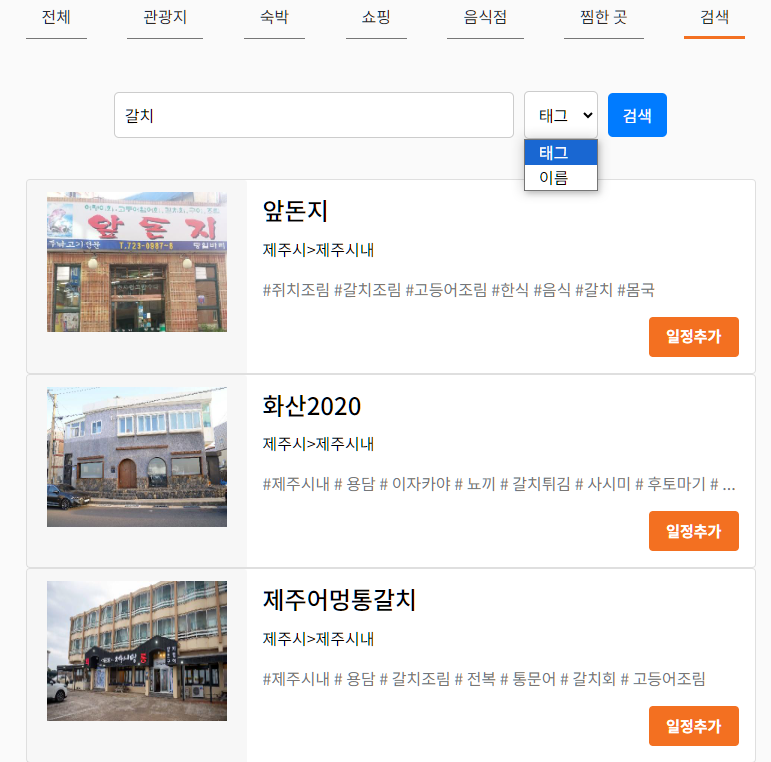 전체 관광지 숙박 쇼핑 음식점 찜한 곳 검색
갈치 태그 검색
태그
이름
앞돈지
T.723-0987-8
앞돈지
제주시>제주시내
#쥐치조림 #갈치조림 #고등어조림 #한식 #음식 #갈치 #몸국
일정추가
화산2020
제주시>제주시내
#제주시내 # 용담 # 이자카야 # 뇨끼 # 갈치튀김 # 사시미 # 후토마기 # ...
일정추가
제주어멍통갈치
제주시>제주시내
#제주시내 # 용담 # 갈치조림 # 전복 # 통문어 # 갈치회 # 고등어조림
일정추가